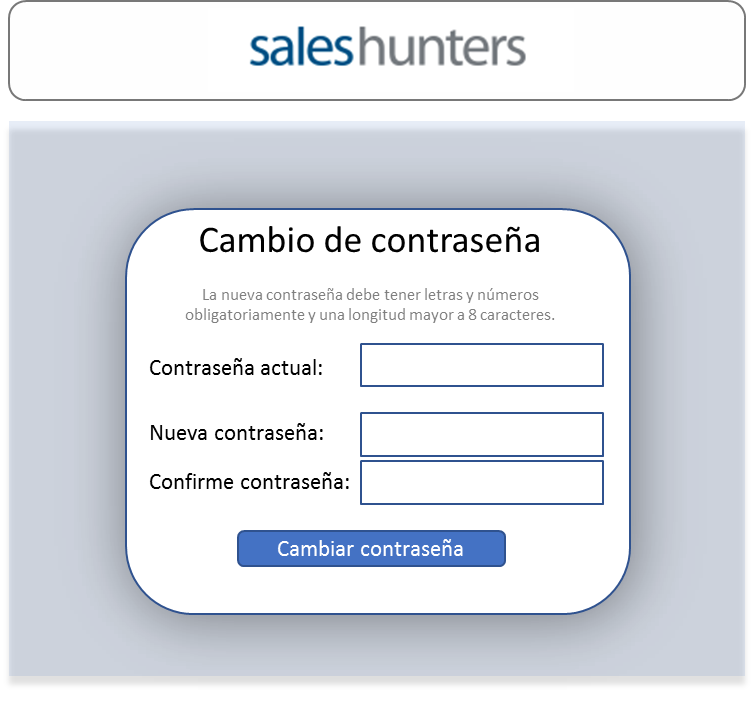 saleshunters
Cambio de contraseña
La nueva contraseña debe tener letras y números
obligatoriamente y una longitud mayor a 8 caracteres.
Contraseña actual:
Nueva contraseña:
Confirme contraseña:
Cambiar contraseña